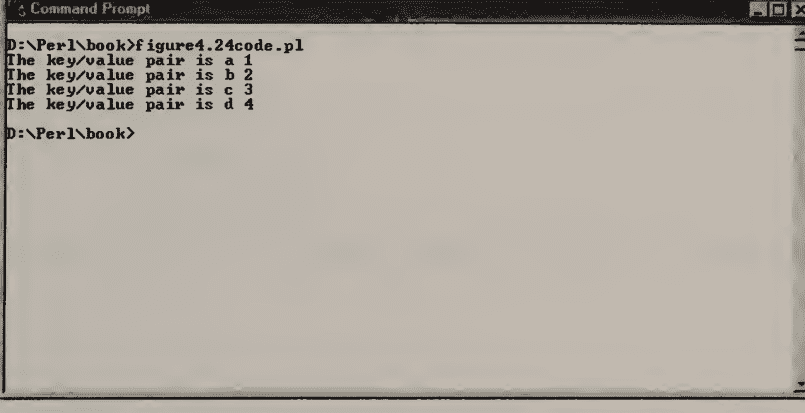 Command Prompt
D:\Perl\book>figure4.24code.pl
The key/value pair is a 1
The key/value pair is b 2
The key/value pair is c 3
The key/value pair is d 4
D:\Perl\book>